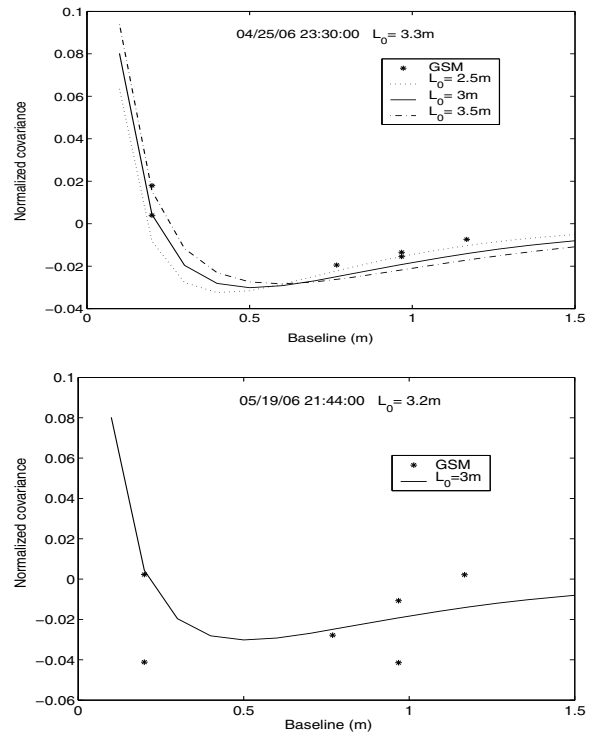 04/25/06 23:30:00 L0= 3.3m
GSM
L0= 2.5m
L0= 3m
L0= 3.5m
Normalized covariance
0.1
0.08
0.06
0.04
0.02
0
−0.02
−0.04
0 0.5 1 1.5
Baseline (m)
05/19/06 21:44:00 L0= 3.2m
GSM
L0=3m
Normalized covariance
0.1
0.08
0.06
0.04
0.02
0
−0.02
−0.04
−0.06
0 0.5 1 1.5
Baseline (m)